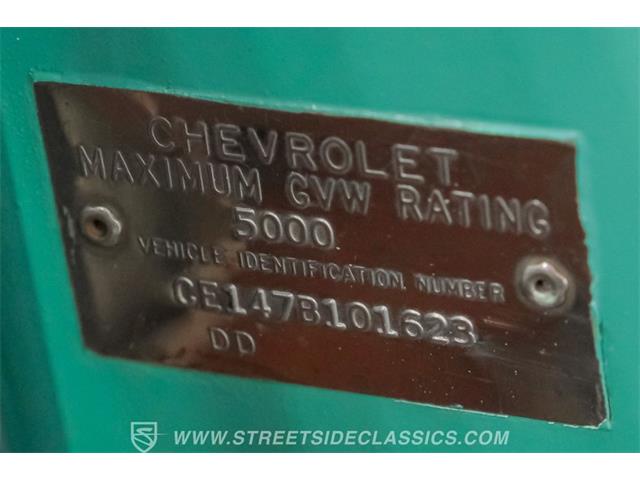 CHEVROLET
MAXIMUM GVW RATING
5000
VEHICLE IDENTIFICATION NUMBER
CE147B101623
DD
WWW.STREETSIDECLASSICS.COM